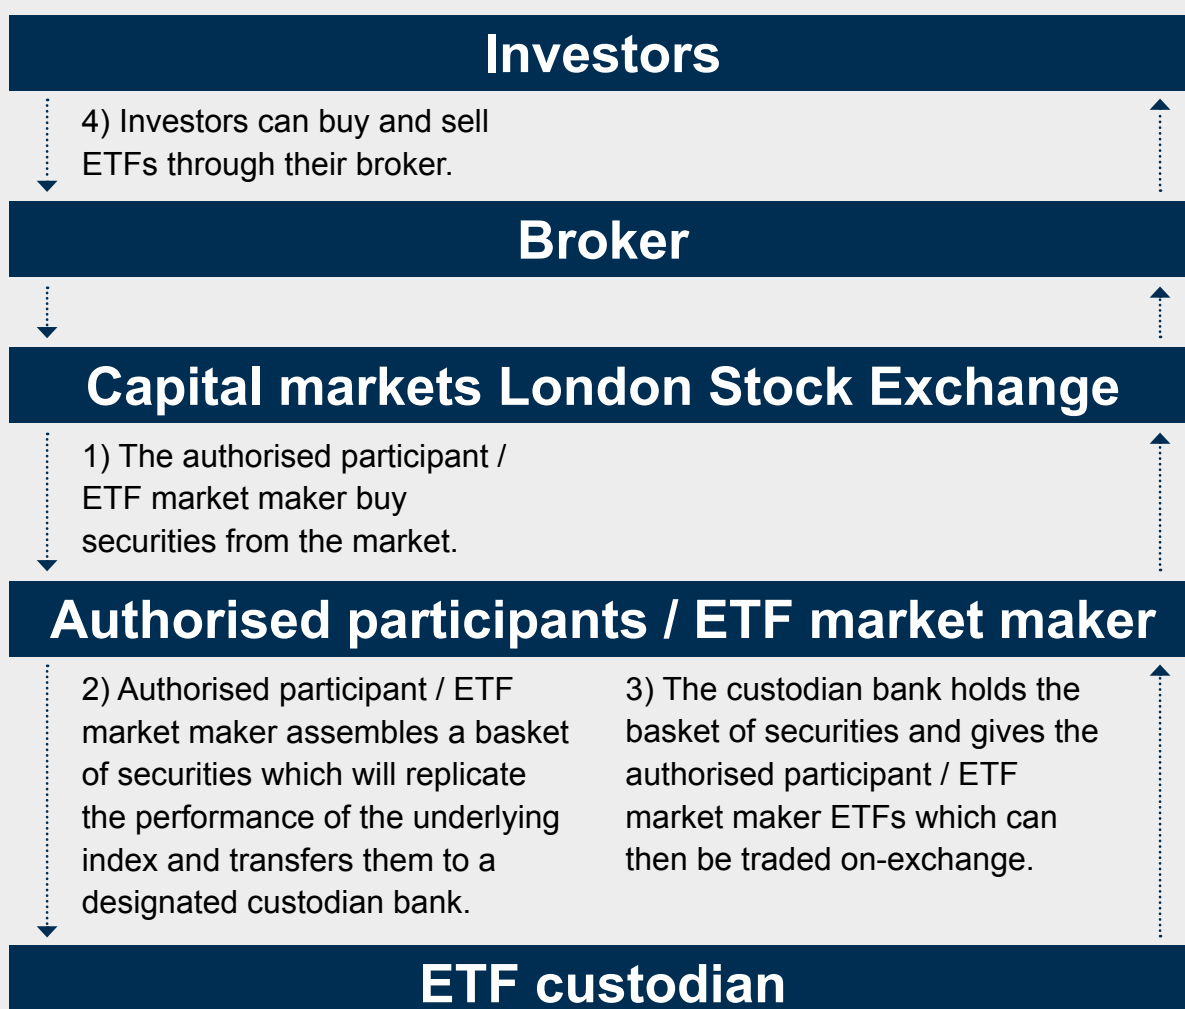 Investors
4) Investors can buy and sell
ETFs through their broker.
Broker
Capital markets London Stock Exchange
1) The authorised participant /
ETF market maker buy
securities from the market.
Authorised participants / ETF market maker
2) Authorised participant / ETF
market maker assembles a basket
of securities which will replicate
the performance of the underlying
index and transfers them to a
designated custodian bank.
3) The custodian bank holds the
basket of securities and gives the
authorised participant / ETF
market maker ETFs which can
then be traded on-exchange.
ETF custodian